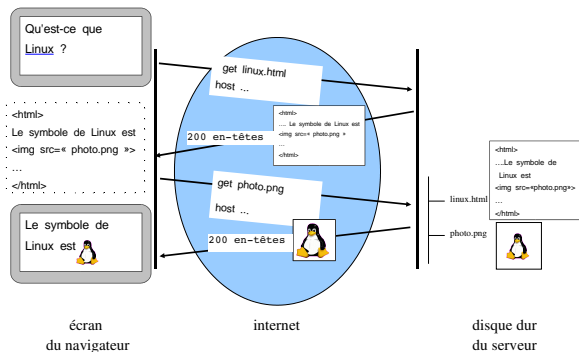 Qu'est-ce que
Linux ?
<html>
Le symbole de Linux est
<img src=« photo.png »>
...
</html>
Le symbole de
Linux est
get linux.html
host ...
200 en-têtes
<html>
.... Le symbole de Linux est
<img src=« photo.png »
...
</html>
get photo.png
host ...
200 en-têtes
linux.html
photo.png
<html>
....Le symbole de
Linux est
<img src=«photo.png»>
...
</html>
écran
du navigateur
internet
disque dur
du serveur